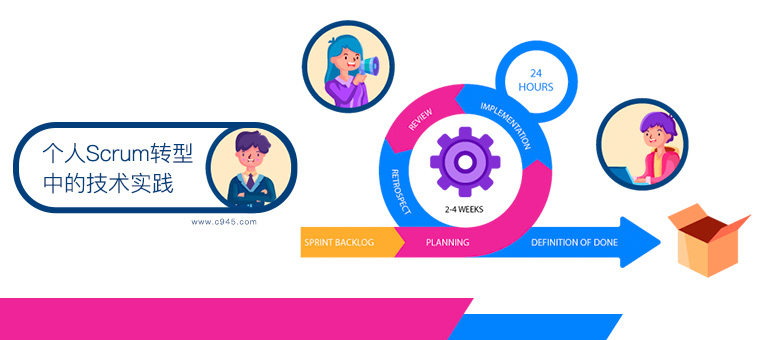 个人Scrum转型
中的技术实践
www.c945.com
24
HOURS
REVIEW
IMPLEMENTATION
RETROSPECT
2-4 WEEKS
SPRINT BACKLOG
PLANNING
DEFINITION OF DONE